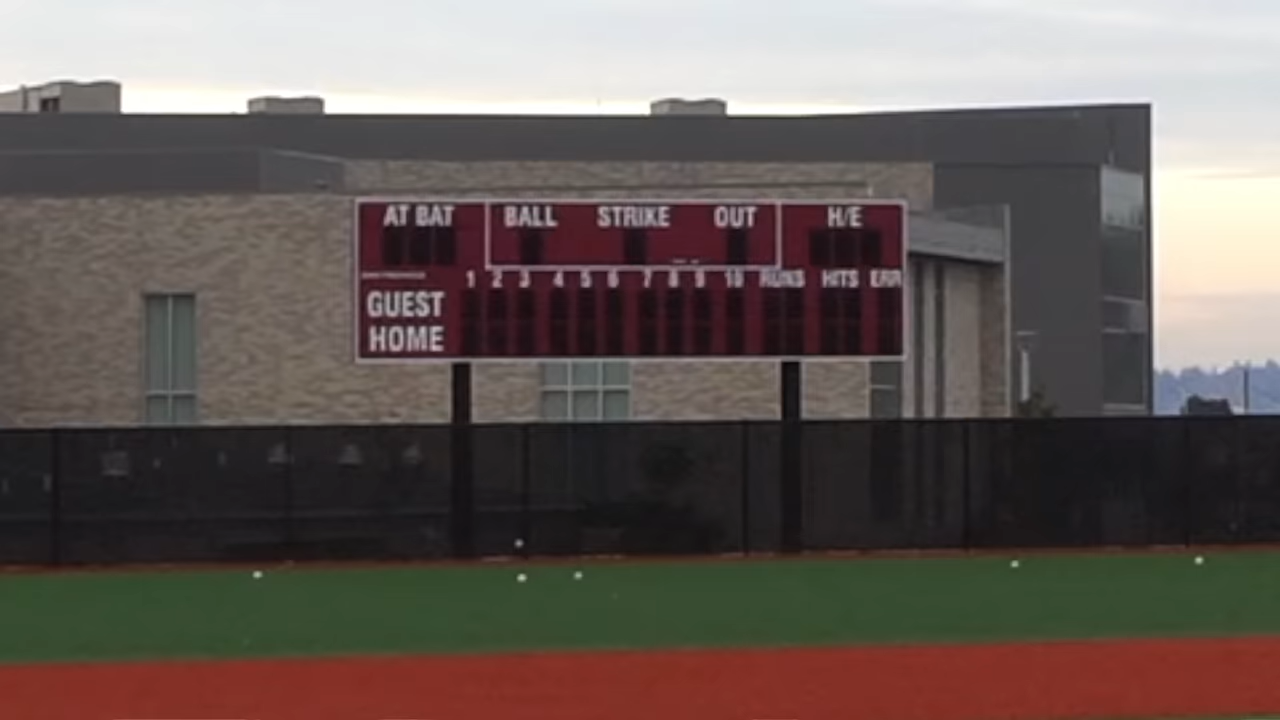 AT BAT BALL STRIKE OUT H/E
1 2 3 4 5 6 7 8 9 10 RUNS HITS ERR
GUEST
HOME